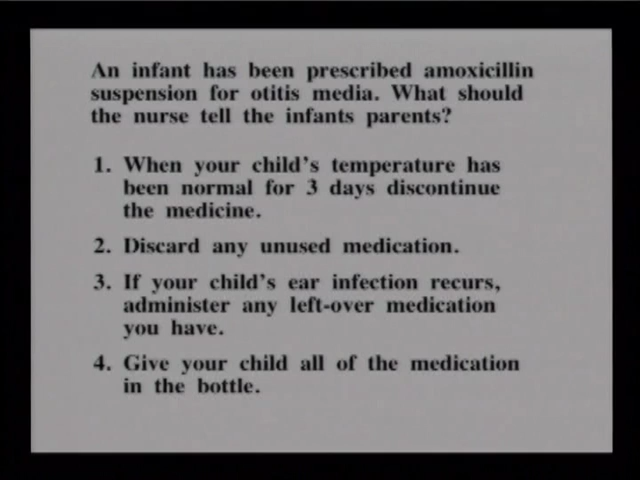 An infant has been prescribed amoxicillin
suspension for otitis media. What should
the nurse tell the infants parents?
1. When your child's temperature has
been normal for 3 days discontinue
the medicine.
2. Discard any unused medication.
3. If your child's ear infection recurs,
administer any left-over medication
you have.
4. Give your child all of the medication
in the bottle.